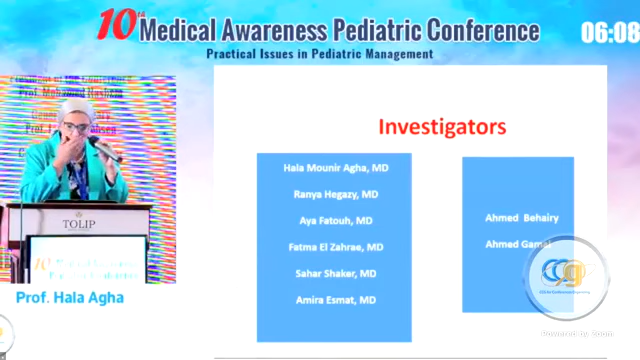 10th Medical Awareness Pediatric Conference
06:08
Practical Issues in Pediatric Management
Prof.
Investigators
Hala Mounir Agha, MD
Ranya Hegazy, MD
Aya Fatouh, MD
Fatma El Zahrae, MD
Sahar Shaker, MD
Amira Esmat, MD
Ahmed Behairy
Ahmed Gamal
TOLIP
10
Prof. Hala Agha
Powered by Zoom